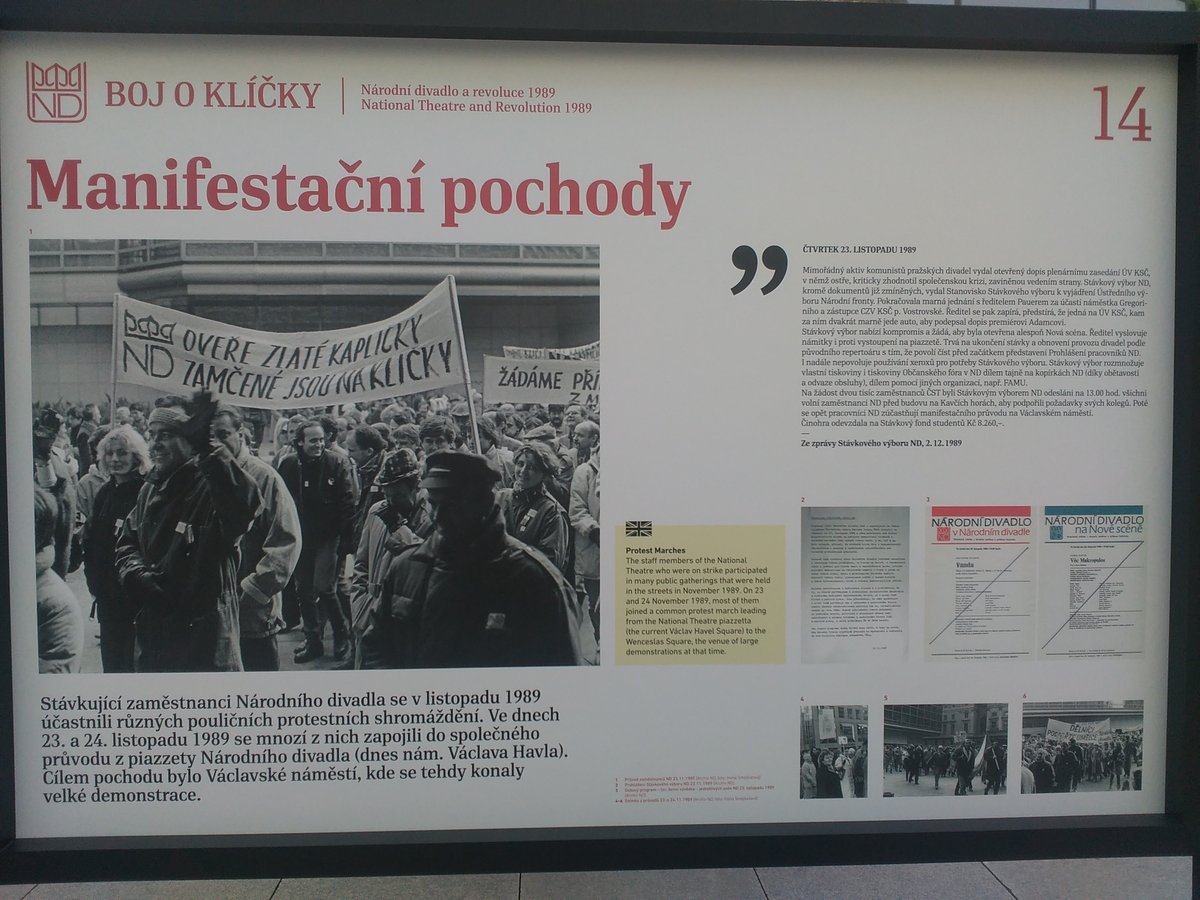 ND
BOJ O KLÍČKY
Národní divadlo a revoluce 1989
National Theatre and Revolution 1989
14
Manifestační pochody
1
ND
DVEŘE ZLATÉ KAPLIČKY
ZAMČENÉ JSOU NA KLÍČKY
ŽÁDÁME
Stávkující zaměstnanci Národního divadla se v listopadu 1989
účastnili různých pouličních protestních shromáždění. Ve dnech
23. a 24. listopadu 1989 se mnozí z nich zapojili do společného
průvodu z piazzety Národního divadla (dnes nám. Václava Havla).
Cílem pochodu bylo Václavské náměstí, kde se tehdy konaly
velké demonstrace.
ČTVRTEK 23. LISTOPADU 1989
Mimořádný aktiv komunistů pražských divadel vydal otevřený dopis plenárnímu zasedání ÚV KSČ,
v němž ostře, kriticky zhodnotil společenskou krizi, zaviněnou vedením strany. Stávkový výbor ND,
kromě dokumentů již zmíněných, vydal Stanovisko Stávkového výboru k vyjádření Ústředního vý-
boru Národní fronty. Pokračovala marná jednání s ředitelem Pauerem za účasti náměstka Gregori-
niho a zástupce CZV KSČ p. Vostrovské. Ředitel se pak zapírá, předstírá, že jedná na ÚV KSČ, kam
za ním dvakrát marně jede auto, aby podepsal dopis premiérovi Adamcovi.
Stávkový výbor nabízí kompromis a žádá, aby byla otevřena alespoň Nová scéna. Ředitel vyslovuje
námitky i proti vystoupení na piazzetě. Trvá na ukončení stávky a obnovení provozu divadel podle
původního repertoáru s tím, že povolí číst před začátkem představení Prohlášení pracovníků ND.
I nadále nepovoluje používání xeroxů pro potřeby Stávkového výboru. Stávkový výbor rozmnožuje
vlastní tiskoviny i tiskoviny Občanského fóra v ND dílem tajně na kopírkách ND (díky obětavosti
a odvaze obsluhy), dílem pomocí jiných organizací, např. FAMU.
Na žádost dvou tisíc zaměstnanců ČST byli Stávkovým výborem ND odesláni na 13.00 hod. všichni
volní zaměstnanci ND před budovu na Kavčích horách, aby podpořili požadavky svých kolegů. Poté
se opět pracovníci ND zúčastňují manifestačního průvodu na Václavském náměstí.
Činohra odevzdala na Stávkový fond studentů Kč 8.260,–.
Ze zprávy Stávkového výboru ND, 2. 12. 1989
Protest Marches
The staff members of the National
Theatre who were on strike participated
in many public gatherings that were held
in the streets in November 1989. On 23
and 24 November 1989, most of them
joined a common protest march leading
from the National Theatre piazzetta
(the current Václav Havel Square) to the
Wenceslas Square, the venue of large
demonstrations at that time.
2
3
NÁRODNÍ DIVADLO
v Národním divadle
Vanda
NÁRODNÍ DIVADLO
na Nové scéně
Věc Makropulos
4
5
6
DĚLNÍCI